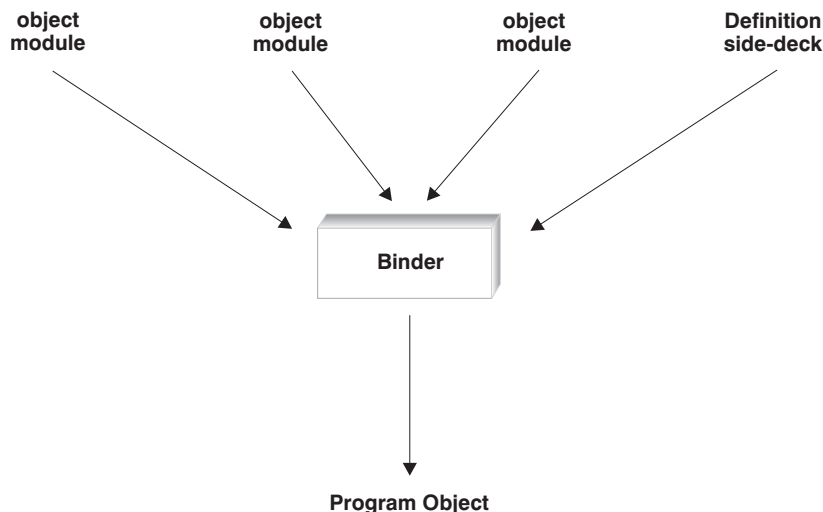 object
module
object
module
object
module
Definition
side-deck
Binder
Program Object